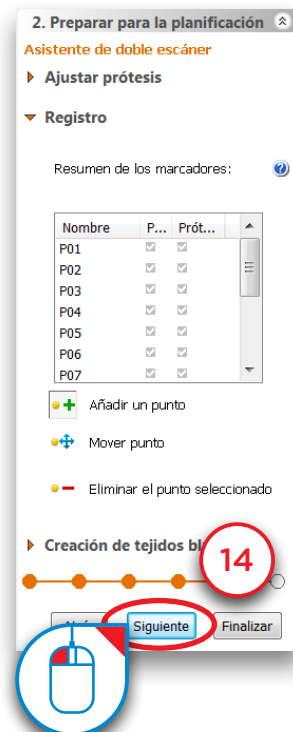 2. Preparar para la planificación
Asistente de doble escáner
Ajustar prótesis
Registro
Resumen de los marcadores:
Nombre P... Prót...
P01
P02
P03
P04
P05
P06
P07
Añadir un punto
Mover punto
Eliminar el punto seleccionado
Creación de tejidos
14
Siguiente Finalizar